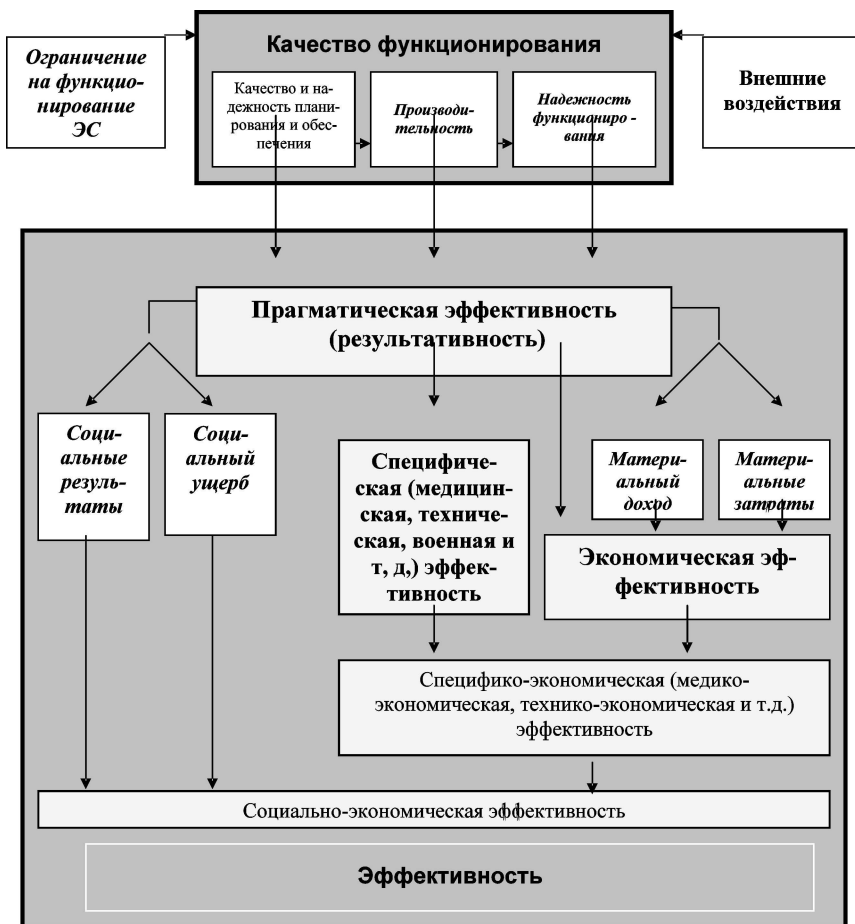 Качество функционирования
Ограничение
на функцио-
нирование
ЭС
Качество и на-
дежность плани-
рования и обес-
печения
Производи-
тельность
Надежность
функциониро -
вания
Внешние
воздействия
Прагматическая эффективность
(результативность)
Социа-
альные
резуль-
таты
Соци-
альный
ущерб
Специфиче-
ская (медицин-
ская, техниче-
ская, военная и
т, д,) эффек-
тивность
Матери-
альный
доход
Матери-
альные
затраты
Экономическая эф-
фективность
Специфико-экономическая (медико-
экономическая, технико-экономическая и т.д.)
эффективность
Социально-экономическая эффективность
Эффективность